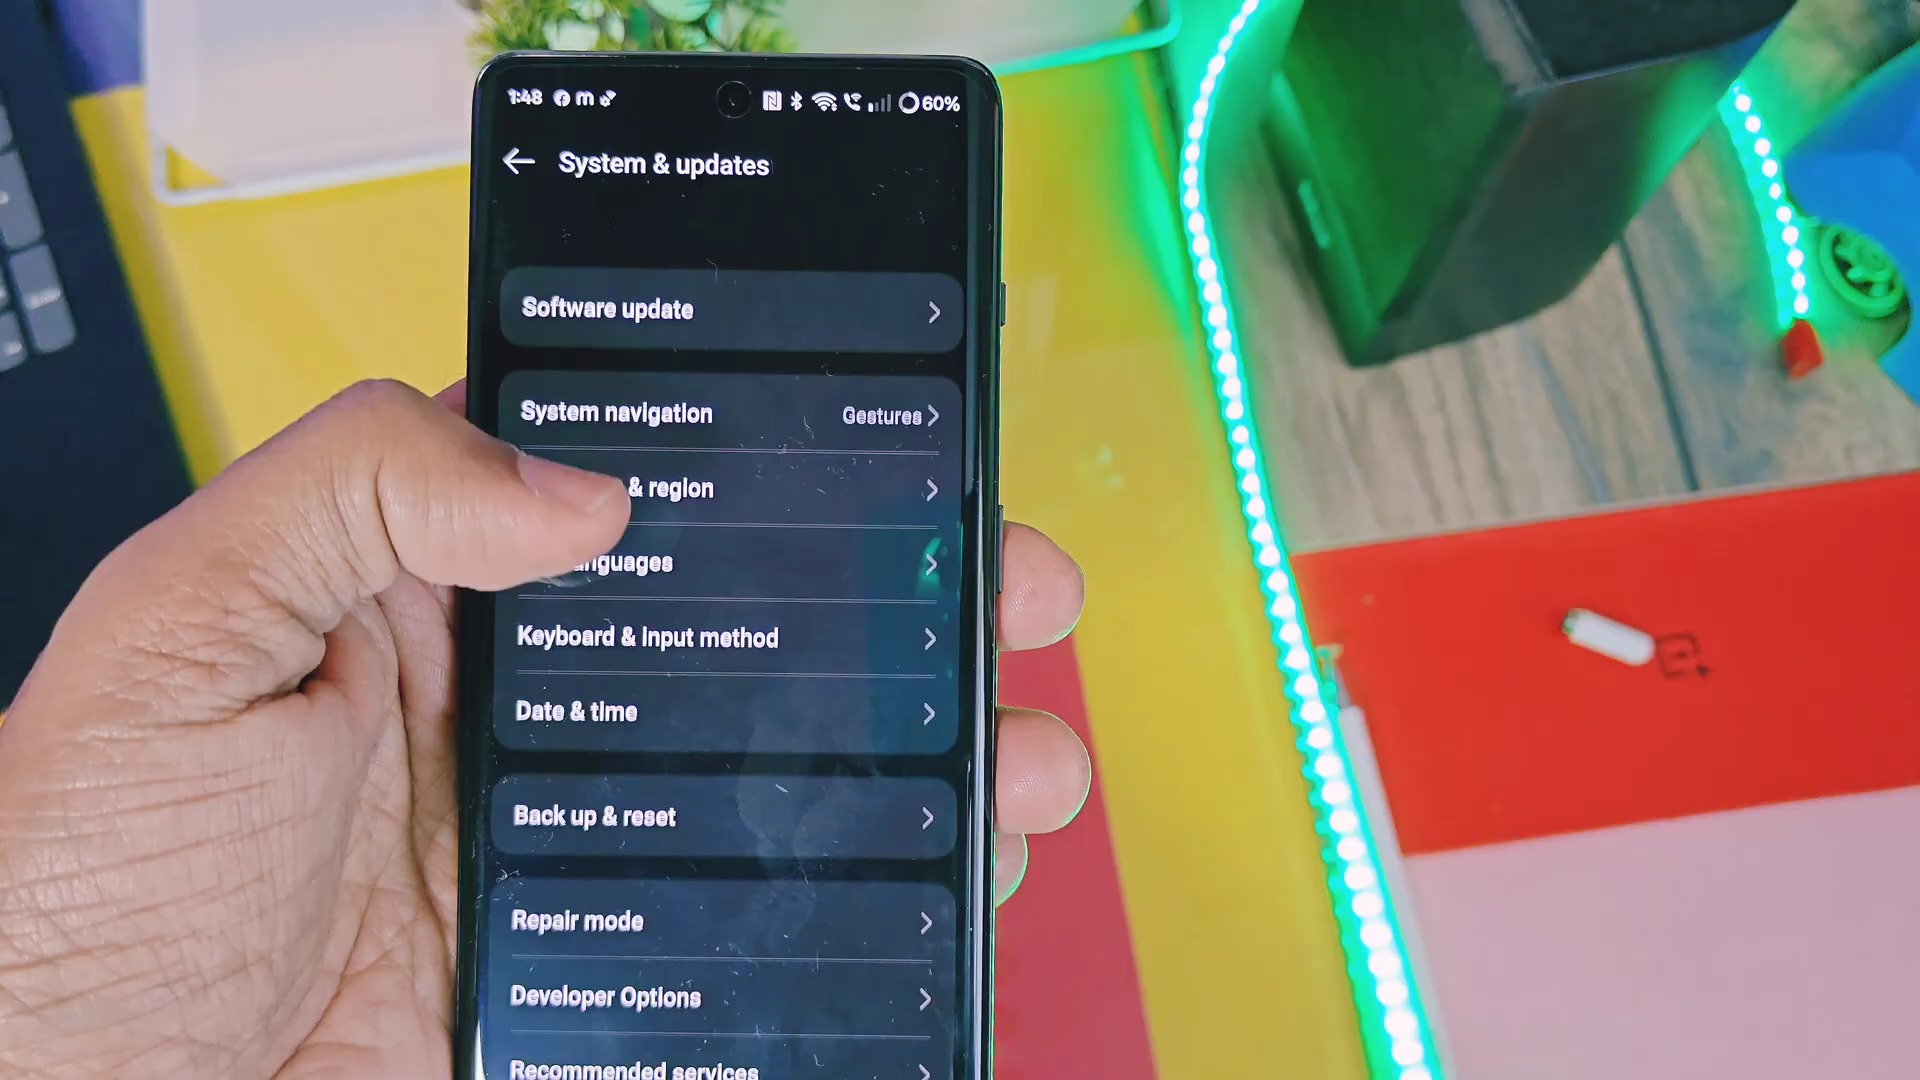 1:48
60%
System & updates
Software update
System navigation Gestures
& region
nguages
Keyboard & input method
Date & time
Back up & reset
Repair mode
Developer Options
Recommended services